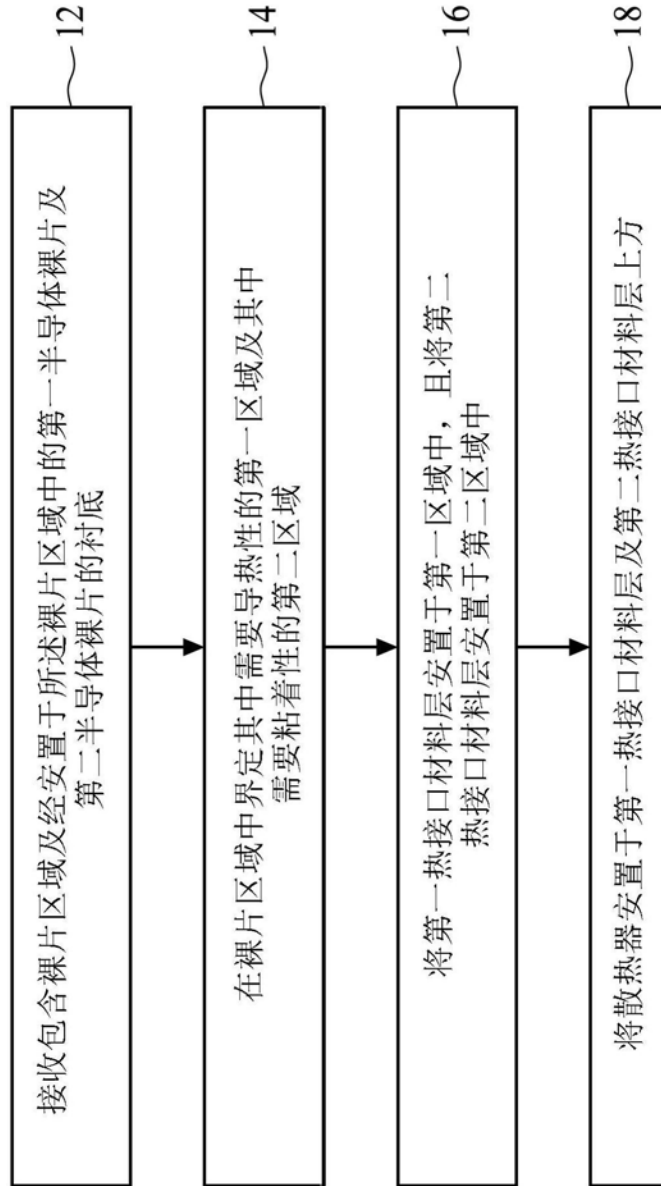 12
接收包含裸片区域及经安置于所述裸片区域中的第一半导体裸片及
第二半导体裸片的衬底
14
在裸片区域中界定其中需要导热性的第一区域及其中
需要粘着性的第二区域
16
将第一热接口材料层安置于第一区域中，且将第二
热接口材料层安置于第二区域中
18
将散热器安置于第一热接口材料层及第二热接口材料层上方